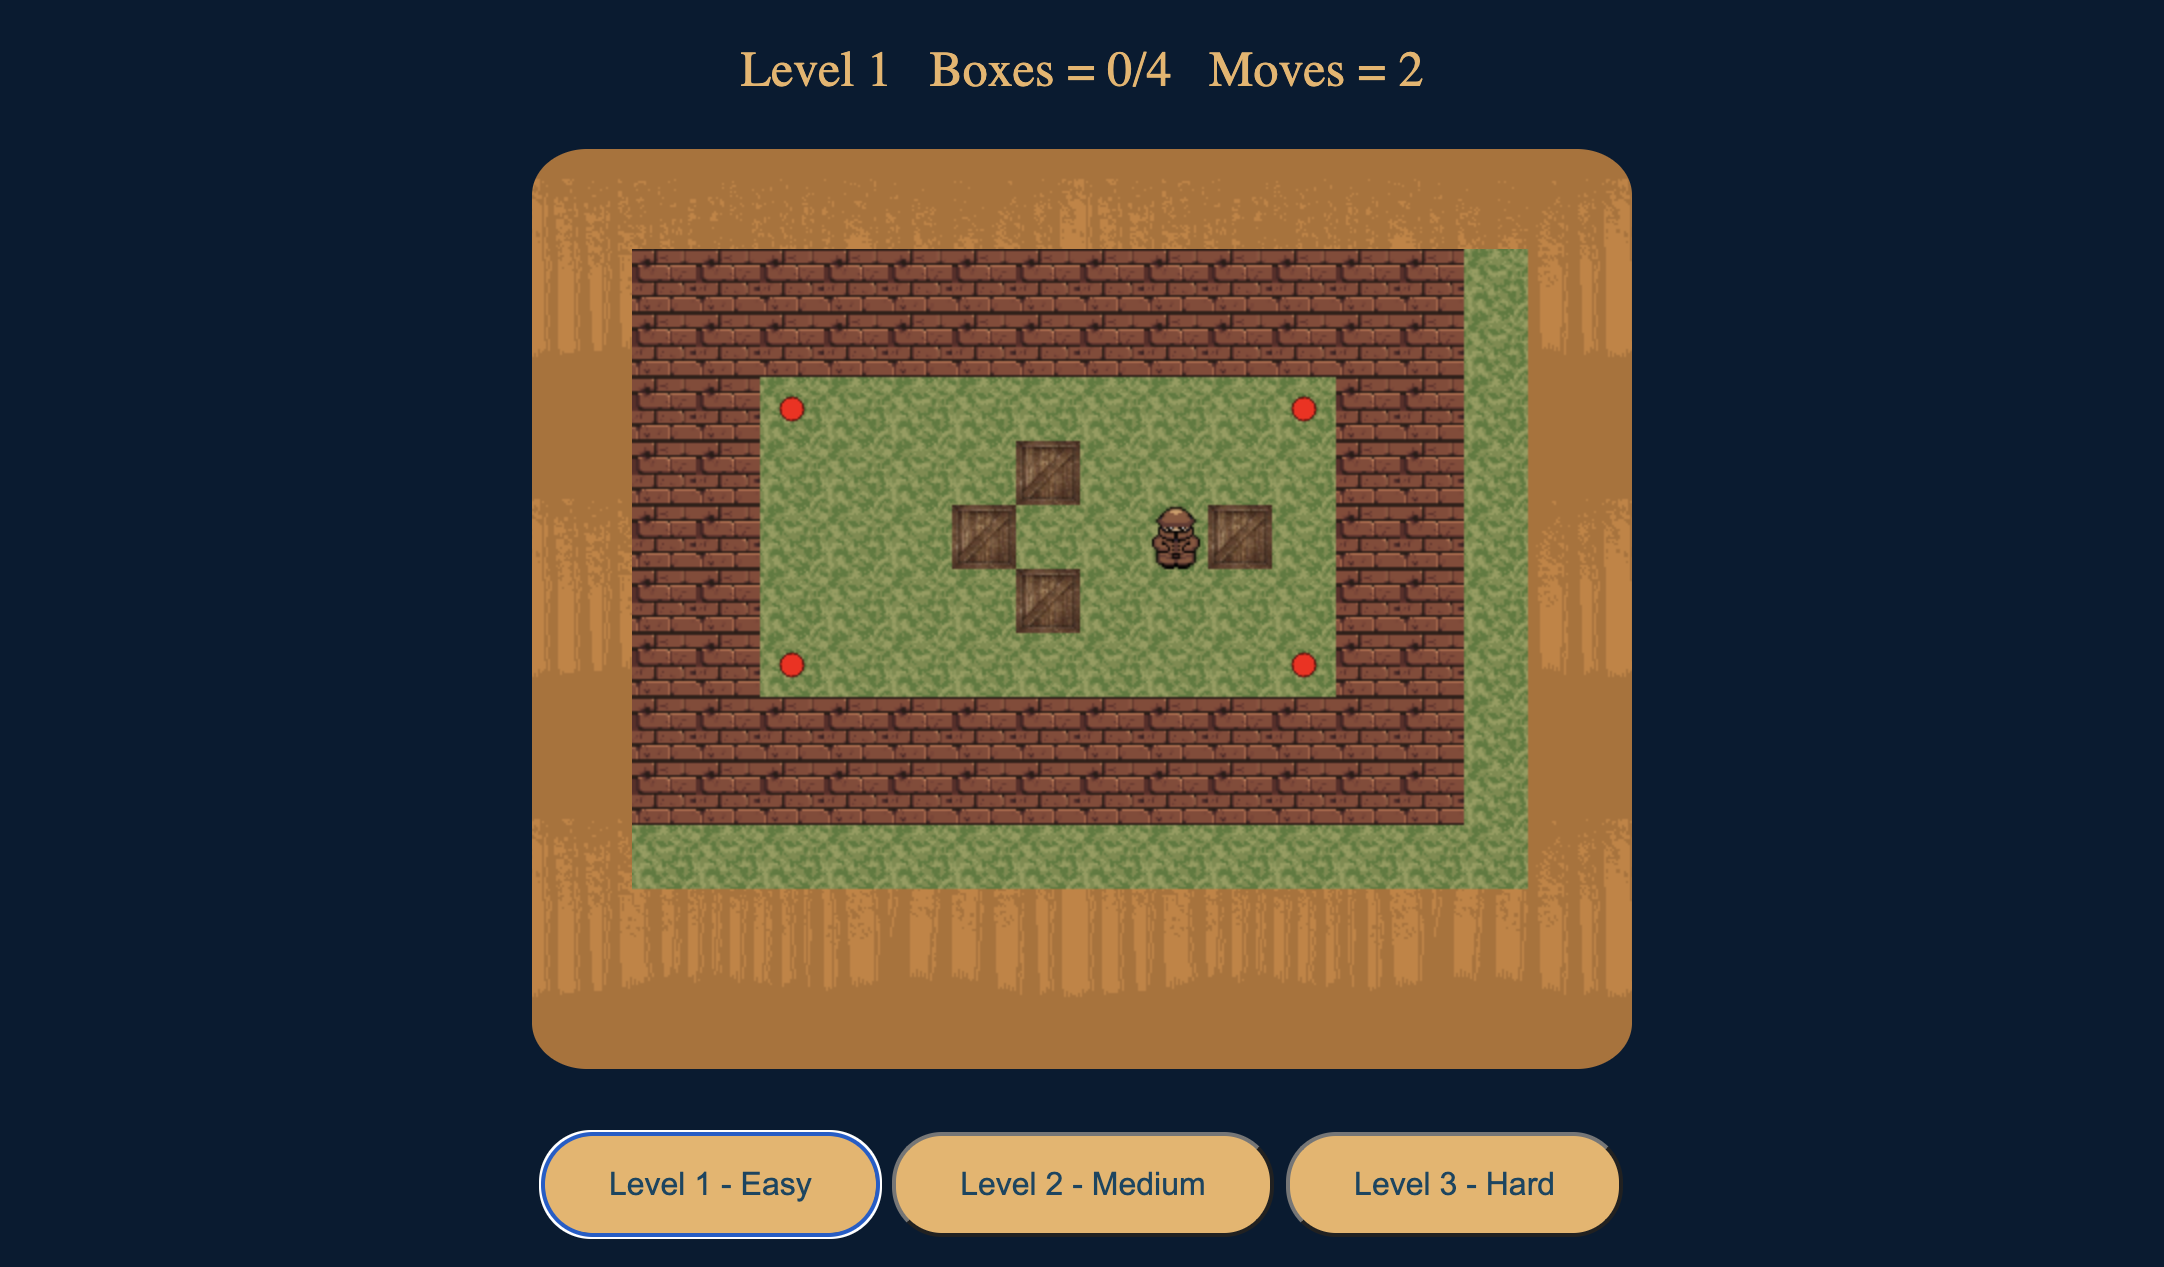 Level 1 Boxes = 0/4 Moves = 2
Level 1 - Easy
Level 2 - Medium
Level 3 - Hard